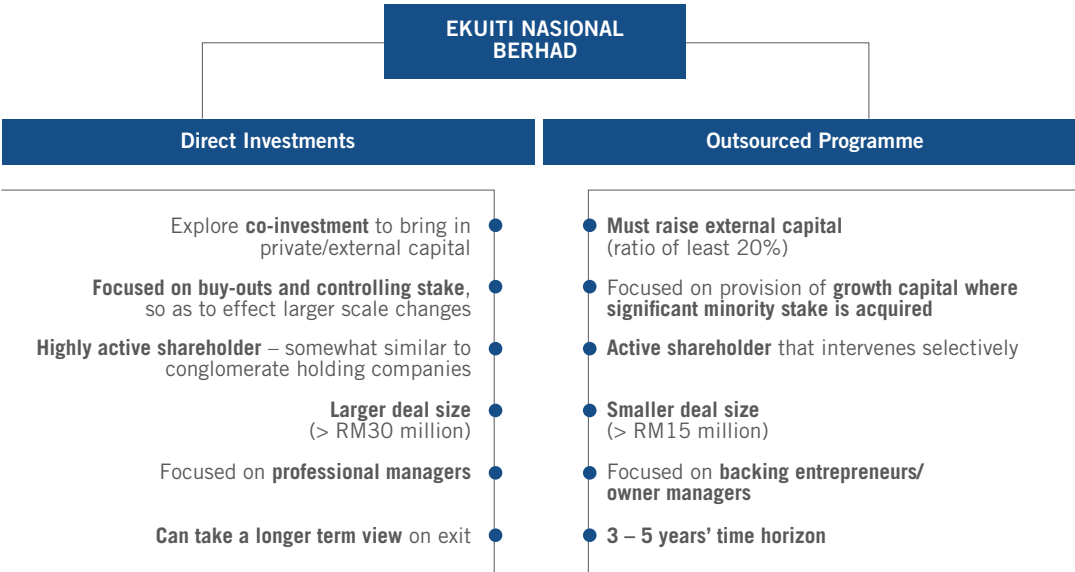 EKUITI NASIONAL
BERHAD
Direct Investments
Explore co-investment to bring in
private/external capital
Focused on buy-outs and controlling stake,
so as to effect larger scale changes
Highly active shareholder – somewhat similar to
conglomerate holding companies
Larger deal size
(> RM30 million)
Focused on professional managers
Can take a longer term view on exit
Outsourced Programme
Must raise external capital
(ratio of least 20%)
Focused on provision of growth capital where
significant minority stake is acquired
Active shareholder that intervenes selectively
Smaller deal size
(> RM15 million)
Focused on backing entrepreneurs/
owner managers
3 – 5 years’ time horizon